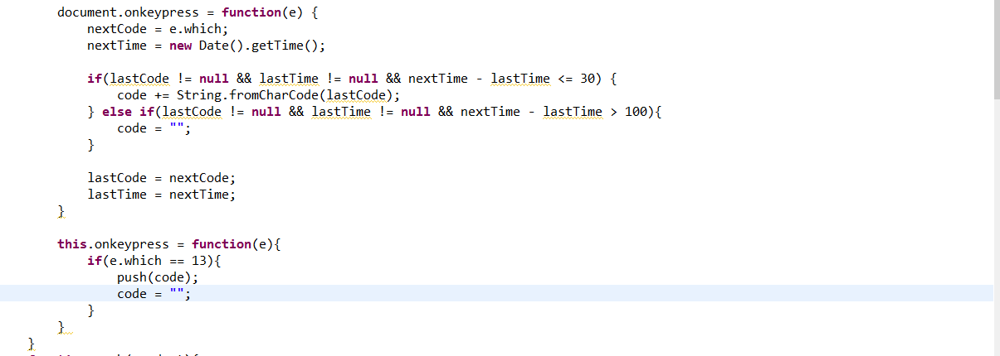 document.onkeypress = function(e) {
nextCode = e.which;
nextTime = new Date().getTime();
if(lastCode != null && lastTime != null && nextTime - lastTime <= 30) {
code += String.fromCharCode(lastCode);
} else if(lastCode != null && lastTime != null && nextTime - lastTime > 100){
code = "";
}
lastCode = nextCode;
lastTime = nextTime;
}
this.onkeypress = function(e){
if(e.which == 13){
push(code);
code = "";
}
}
}